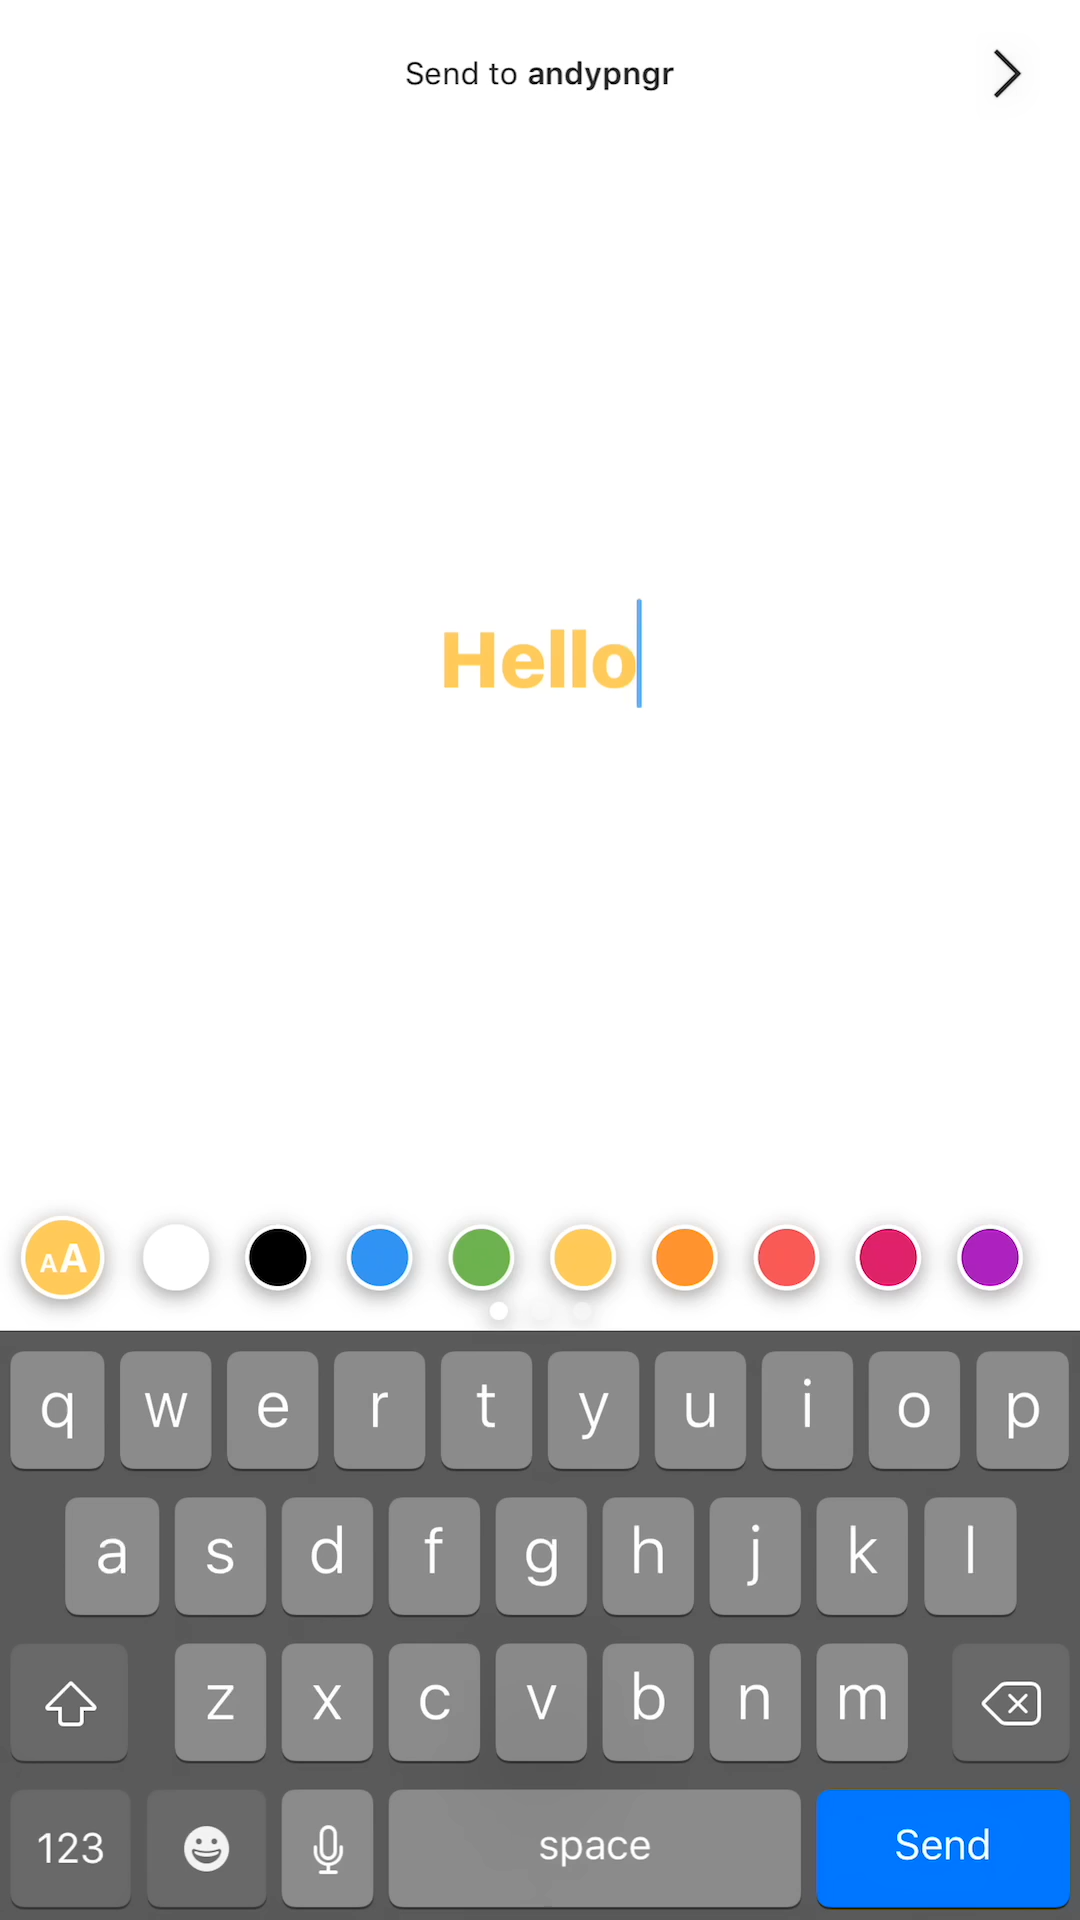 Send to andypngr
Hello
AA
q w e r t y u i o p
a s d f g h j k l
z x c v b n m
123 space Send